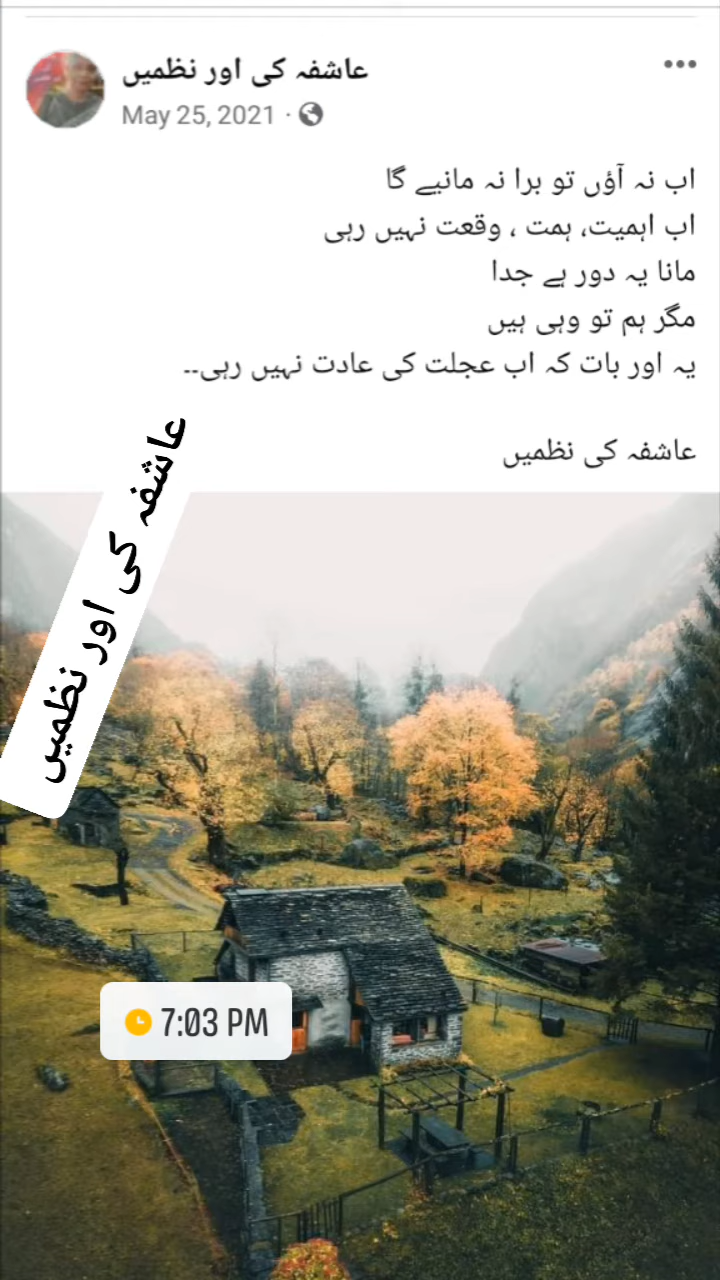 عاشفہ کی اور نظمیں
May 25, 2021 ·
اب نہ آؤں تو برا نہ مانیے گا
اب اہمیت، ہمت ، وقعت نہیں رہی
مانا یہ دور ہے جدا
مگر ہم تو وہی ہیں
یہ اور بات کہ اب عجلت کی عادت نہیں رہی--
عاشفہ کی نظمیں
عاشفہ کی اور نظمیں
7:03 PM